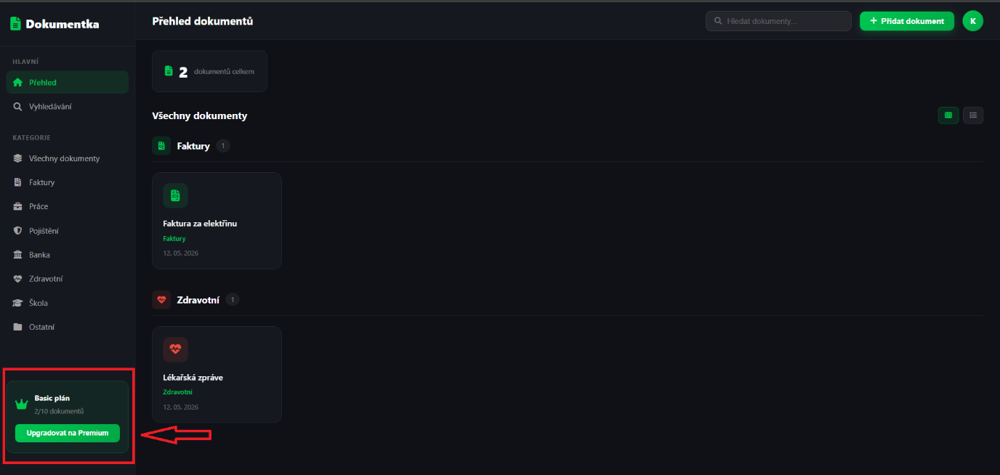 Dokumentka
HLAVNÍ
Přehled
Vyhledávání
KATEGORIE
Všechny dokumenty
Faktury
Práce
Pojištění
Banka
Zdravotní
Škola
Ostatní
Basic plán
2/10 dokumentů
Upgradovat na Premium
Přehled dokumentů
Hledat dokumenty...
+ Přidat dokument
K
2 dokumentů celkem
Všechny dokumenty
Faktury 1
Faktura za elektřinu
Faktury
12. 05. 2026
Zdravotní 1
Lékařská zpráve
Zdravotní
12. 05. 2026